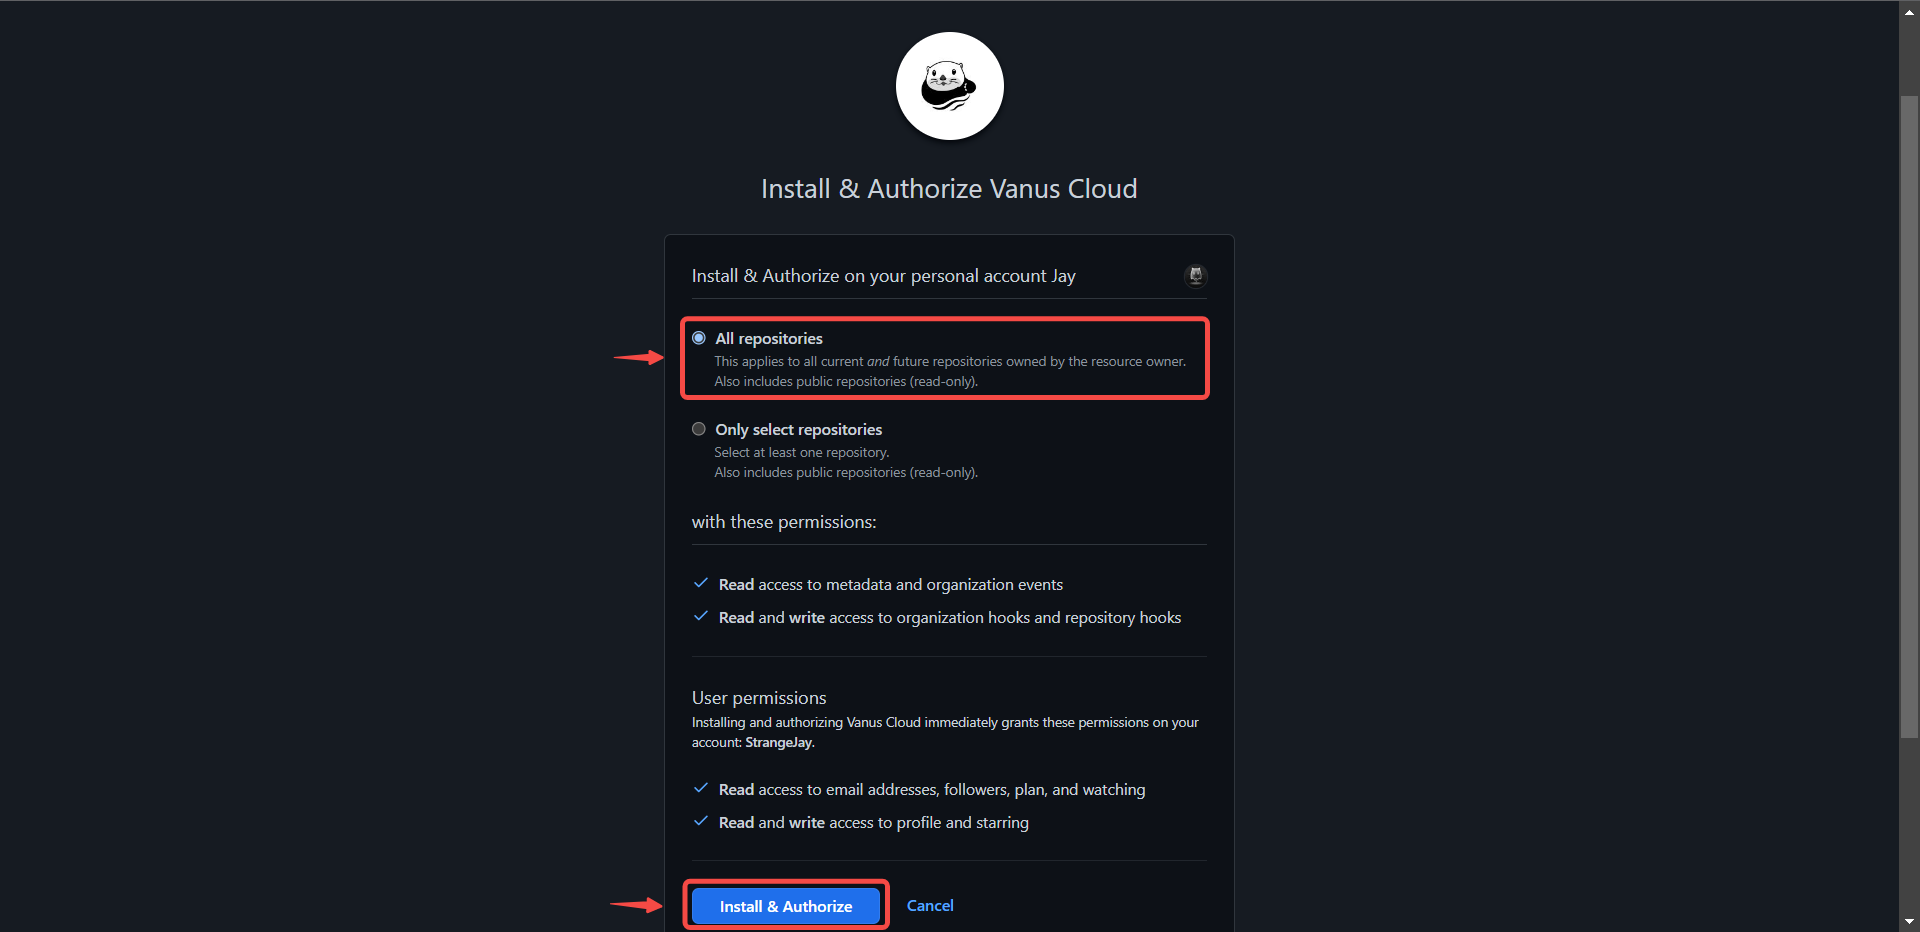 Install & Authorize Vanus Cloud
Install & Authorize on your personal account Jay
All repositories
This applies to all current and future repositories owned by the resource owner.
Also includes public repositories (read-only).
Only select repositories
Select at least one repository.
Also includes public repositories (read-only).
with these permissions:
Read access to metadata and organization events
Read and write access to organization hooks and repository hooks
User permissions
Installing and authorizing Vanus Cloud immediately grants these permissions on your
account: StrangeJay.
Read access to email addresses, followers, plan, and watching
Read and write access to profile and starring
Install & Authorize Cancel